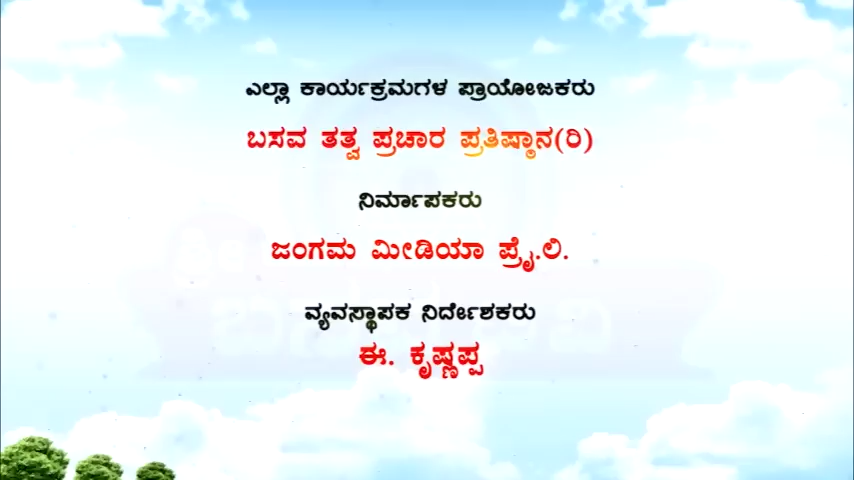 ಎಲ್ಲಾ ಕಾರ್ಯಕ್ರಮಗಳ ಪ್ರಾಯೋಜಕರು
ಬಸವ ತತ್ವ ಪ್ರಚಾರ ಪ್ರತಿಷ್ಠಾನ(ರಿ)
ನಿರ್ಮಾಪಕರು
ಜಂಗಮ ಮೀಡಿಯಾ ಪ್ರೈ.ಲಿ.
ವ್ಯವಸ್ಥಾಪಕ ನಿರ್ದೇಶಕರು
ಈ. ಕೃಷ್ಣಪ್ಪ